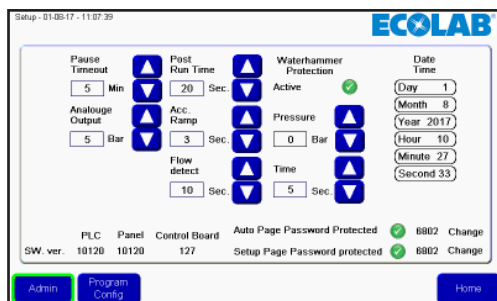 Setup - 01-08-17 - 11:07:39
ECOLAB
Pause Timeout
5 Min
Post Run Time
20 Sec.
Waterhammer Protection
Active
Date Time
Day 1
Month 8
Year 2017
Hour 10
Minute 27
Second 33
Analouge Output
5 Bar
Acc. Ramp
3 Sec.
Pressure
0 Bar
Flow detect
10 Sec.
Time
5 Sec.
PLC Panel Control Board
SW. ver. 10120 10120 127
Auto Page Password Protected 6802 Change
Setup Page Password protected 6802 Change
Admin
Program Config
Home